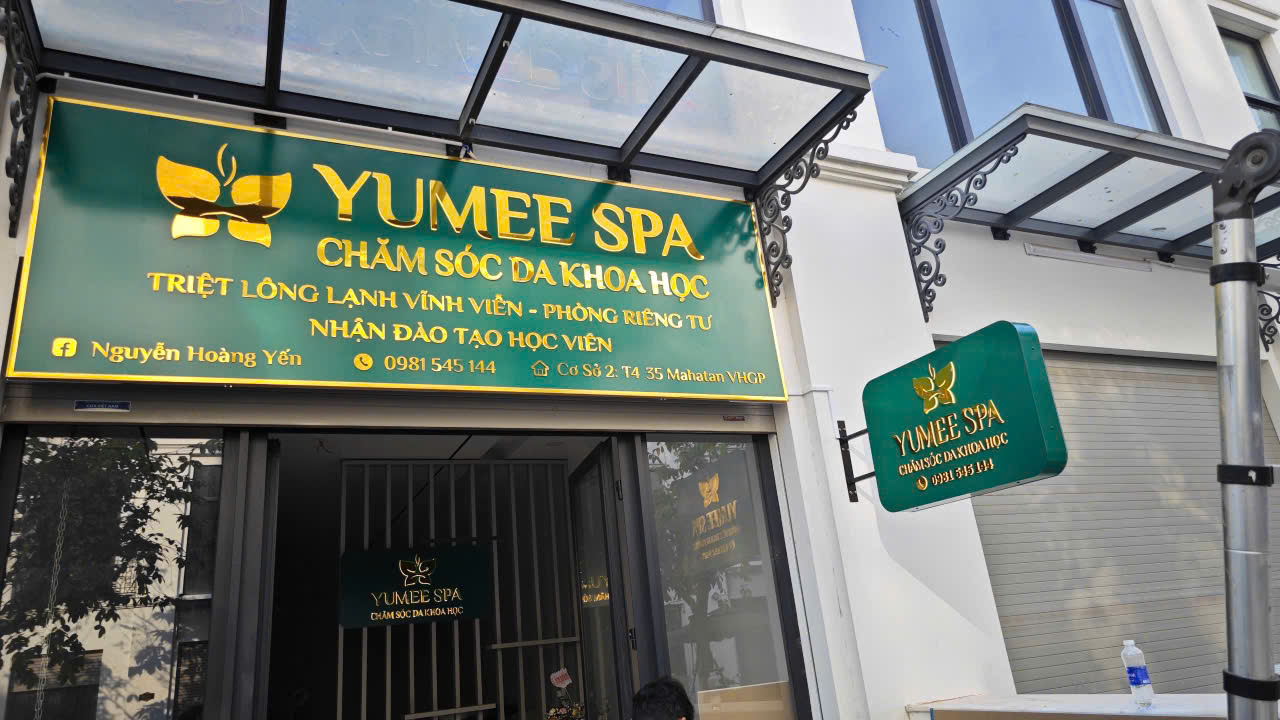 YUMEE SPA
CHĂM SÓC DA KHOA HỌC
TRIỆT LÔNG LẠNH VĨNH VIỄN - PHÒNG RIÊNG TƯ
NHẬN ĐÀO TẠO HỌC VIÊN
Nguyễn Hoàng Yến 0981 545 144 Cơ Sở 2: T4 35 Mahatan VHGP
YUMEE SPA
CHĂM SÓC DA KHOA HỌC
0981 545 144
YUMEE SPA
CHĂM SÓC DA KHOA HỌC